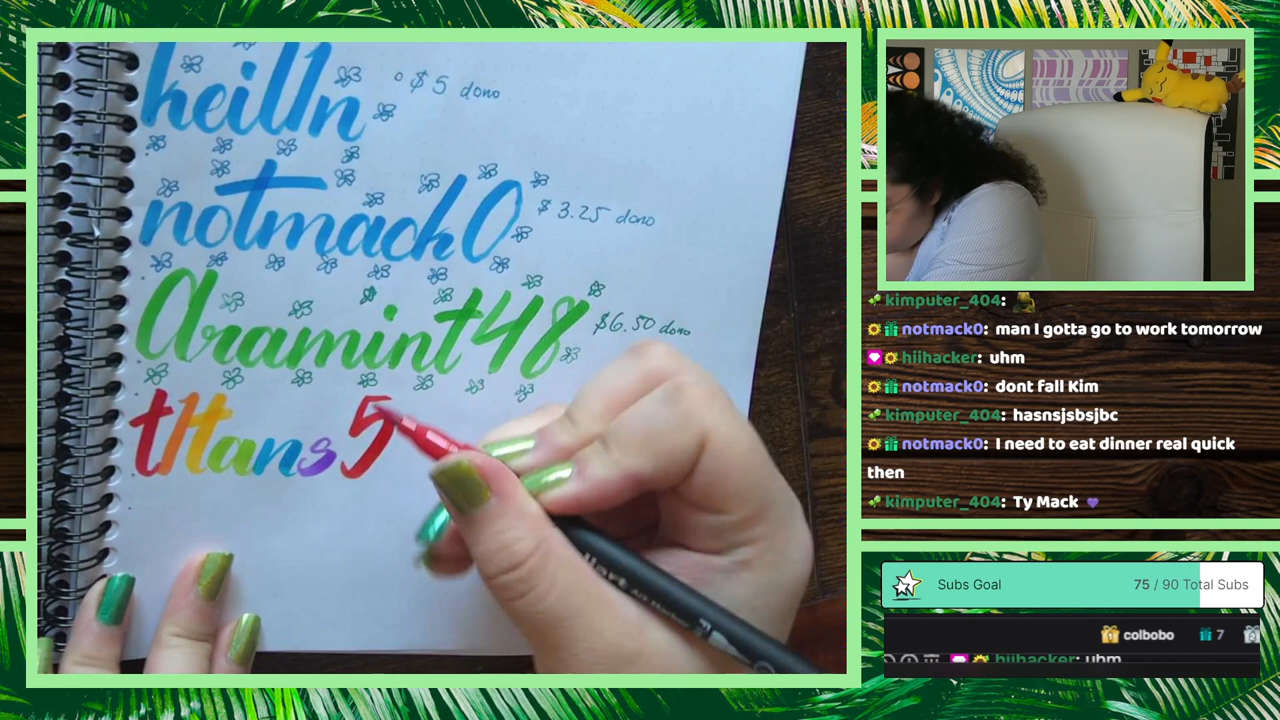 keilln
$5 dono
notmack0
$3.25 dono
Aramint48
$6.50 dono
tHans5
kimputer_404:
notmack0: man I gotta go to work tomorrow
hiihacker: uhm
notmack0: dont fall Kim
kimputer_404: hasnsjsbsjbc
notmack0: I need to eat dinner real quick
then
kimputer_404: Ty Mack
Subs Goal 75 / 90 Total Subs
colbobo 7
hiihacker: uhm